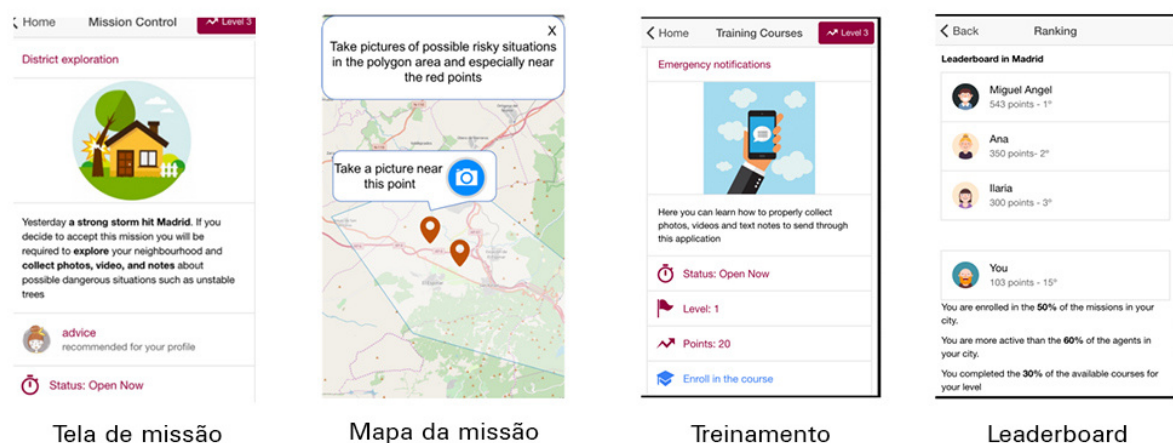 Home Mission Control Level 3
District exploration
Yesterday a strong storm hit Madrid. If you
decide to accept this mission you will be
required to explore your neighbourhood and
collect photos, video, and notes about
possible dangerous situations such as unstable
trees
advice
recommended for your profile
Status: Open Now
Tela de missão
X
Take pictures of possible risky situations
in the polygon area and especially near
the red points
Take a picture near
this point
Mapa da missão
Home Training Courses Level 3
Emergency notifications
Here you can learn how to properly collect
photos, videos and text notes to send through
this application
Status: Open Now
Level: 1
Points: 20
Enroll in the course
Treinamento
Back Ranking
Leaderboard in Madrid
Miguel Angel
543 points - 1º
Ana
350 points- 2º
Ilaria
300 points - 3º
You
103 points - 15º
You are enrolled in the 50% of the missions in your
city.
You are more active than the 60% of the agents in
your city.
You completed the 30% of the available courses for
your level
Leaderboard